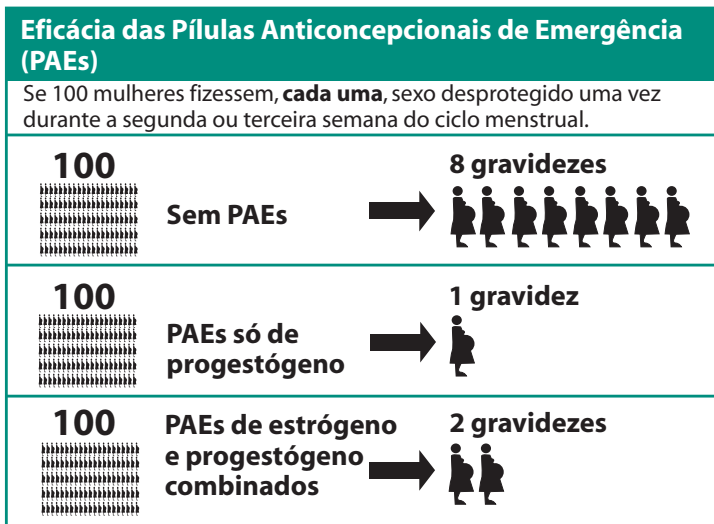 Eficácia das Pílulas Anticoncepcionais de Emergência
(PAEs)
Se 100 mulheres fizessem, cada uma, sexo desprotegido uma vez
durante a segunda ou terceira semana do ciclo menstrual.
100
Sem PAEs
8 gravidezes
100
PAEs só de
progestógeno
1 gravidez
100
PAEs de estrógeno
e progestógeno
combinados
2 gravidezes